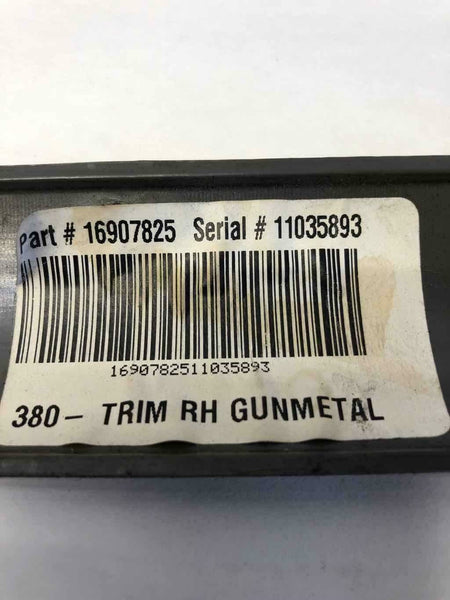 Part # 16907825 Serial # 11035893
1690782511035893
380- TRIM RH GUNMETAL